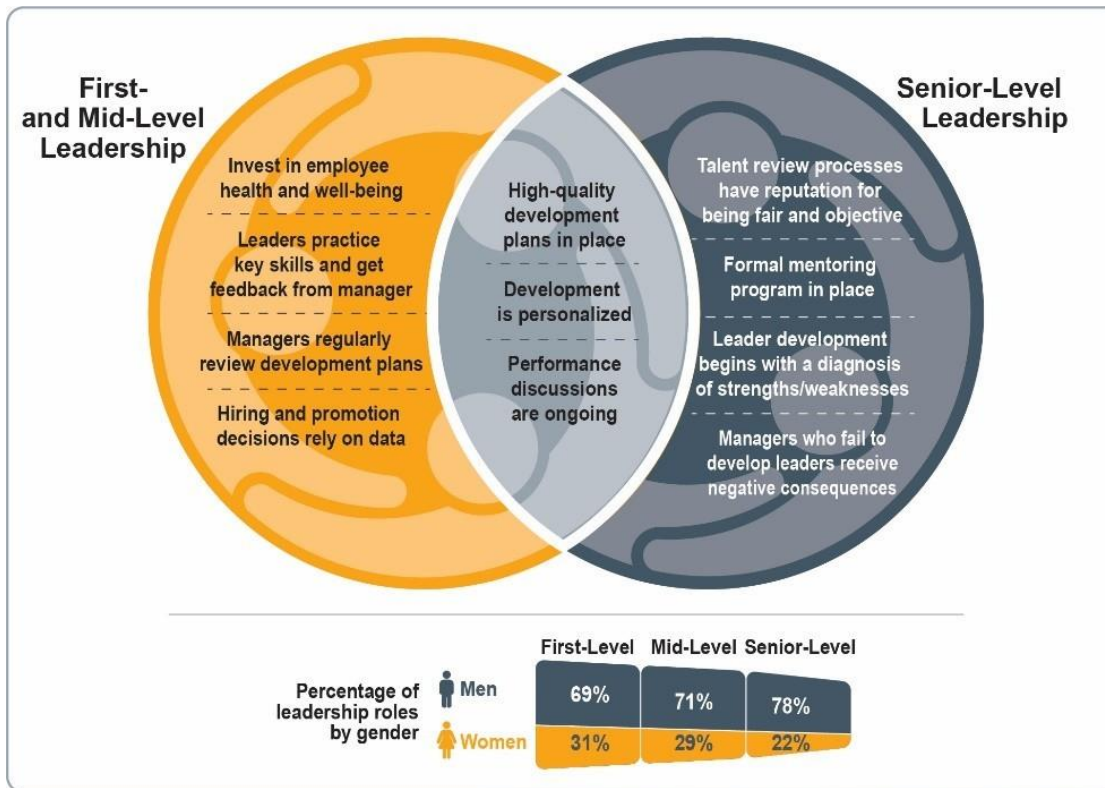 First-
and Mid-Level
Leadership
Invest in employee
health and well-being
Leaders practice
key skills and get
feedback from manager
Managers regularly
review development plans
Hiring and promotion
decisions rely on data
High-quality
development
plans in place
Development
is personalized
Performance
discussions
are ongoing
Senior-Level
Leadership
Talent review processes
have reputation for
being fair and objective
Formal mentoring
program in place
Leader development
begins with a diagnosis
of strengths/weaknesses
Managers who fail to
develop leaders receive
negative consequences
Percentage of
leadership roles
by gender
First-Level Mid-Level Senior-Level
Men 69% 71% 78%
Women 31% 29% 22%